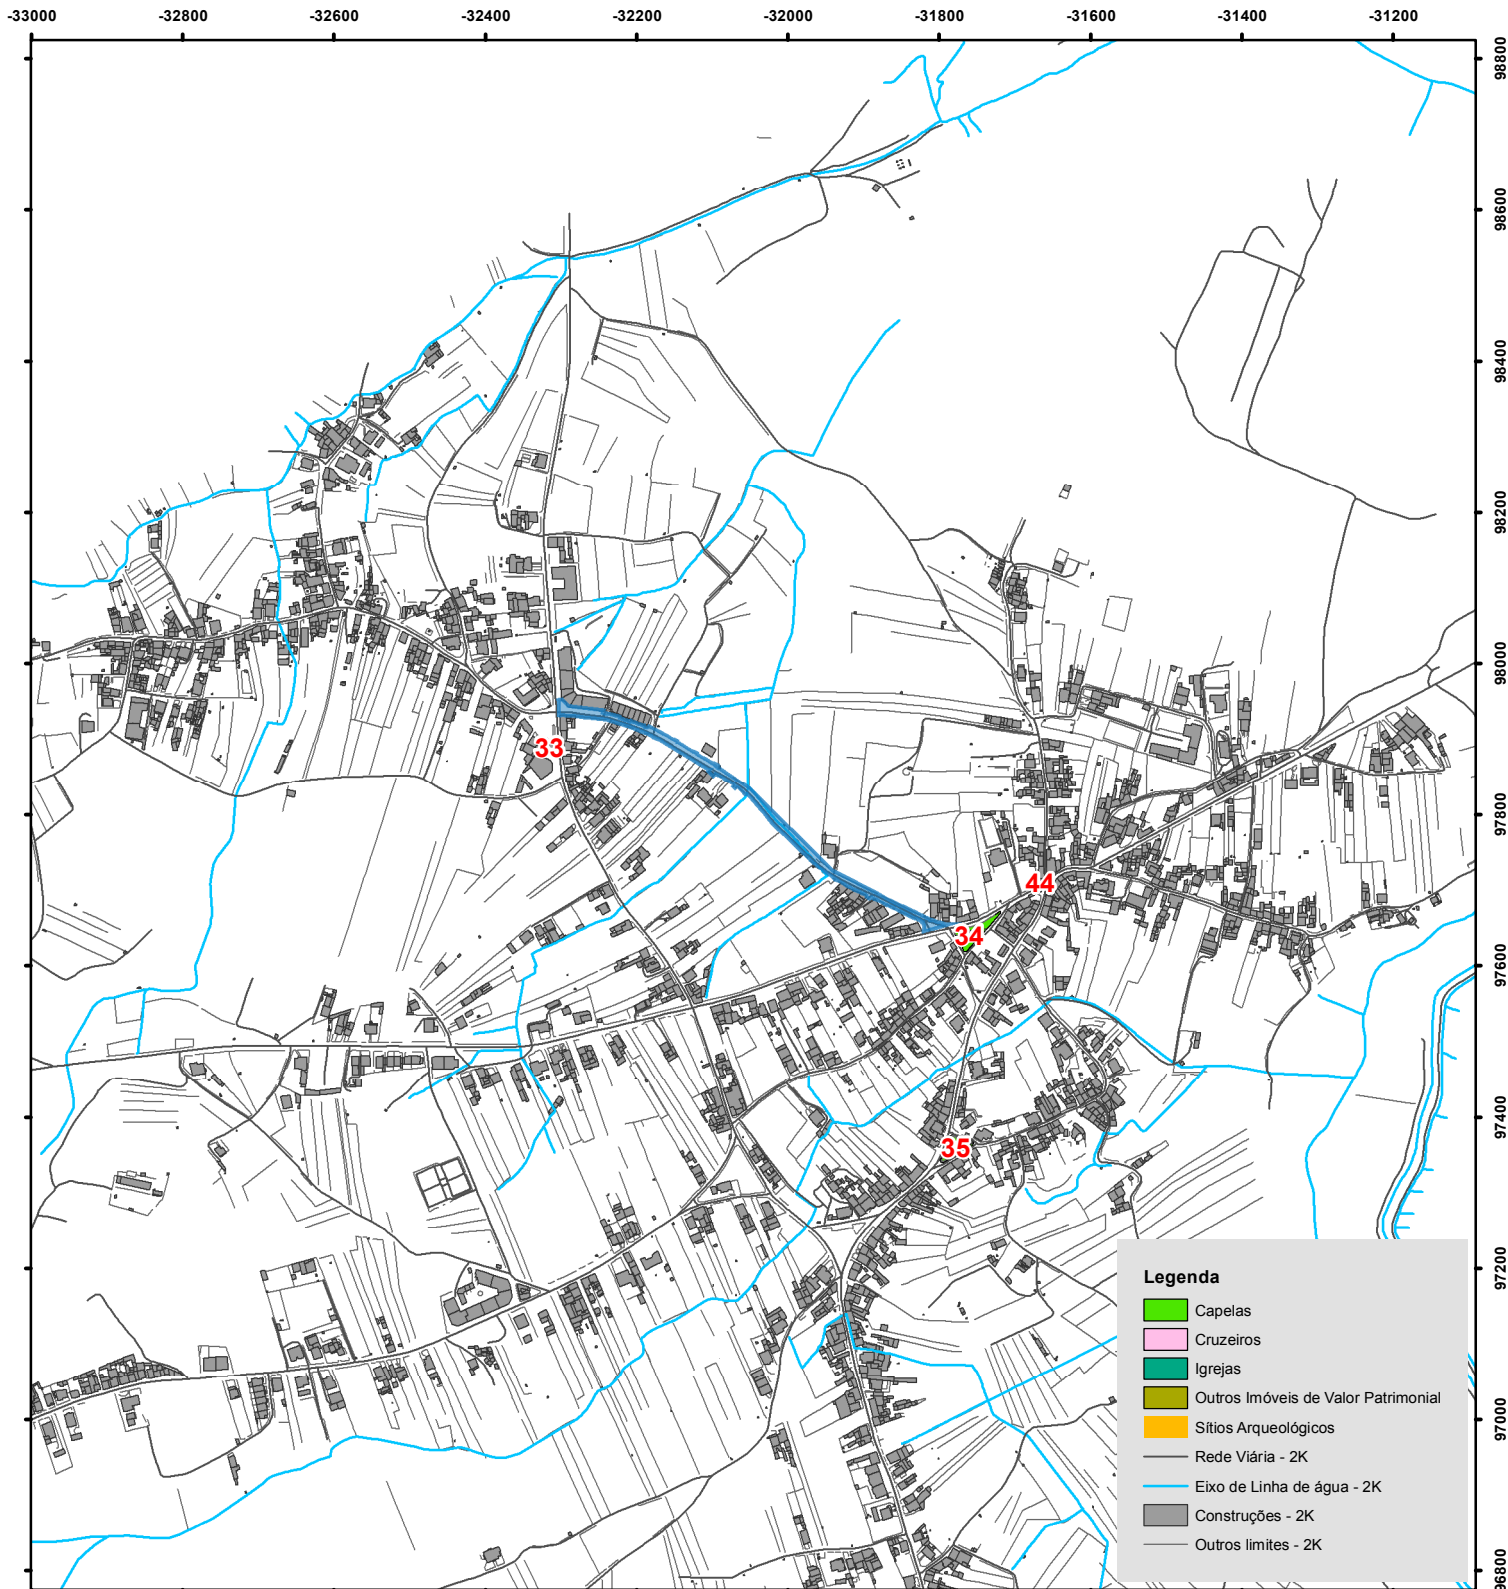 -33000 -32800 -32600 -32400 -32200 -32000 -31800 -31600 -31400 -31200
98800
98600
98400
98200
98000
97800
97600
97400
97200
97000
96800
33
44
34
35
Legenda
Capelas
Cruzeiros
Igrejas
Outros Imóveis de Valor Patrimonial
Sítios Arqueológicos
Rede Viária - 2K
Eixo de Linha de água - 2K
Construções - 2K
Outros limites - 2K